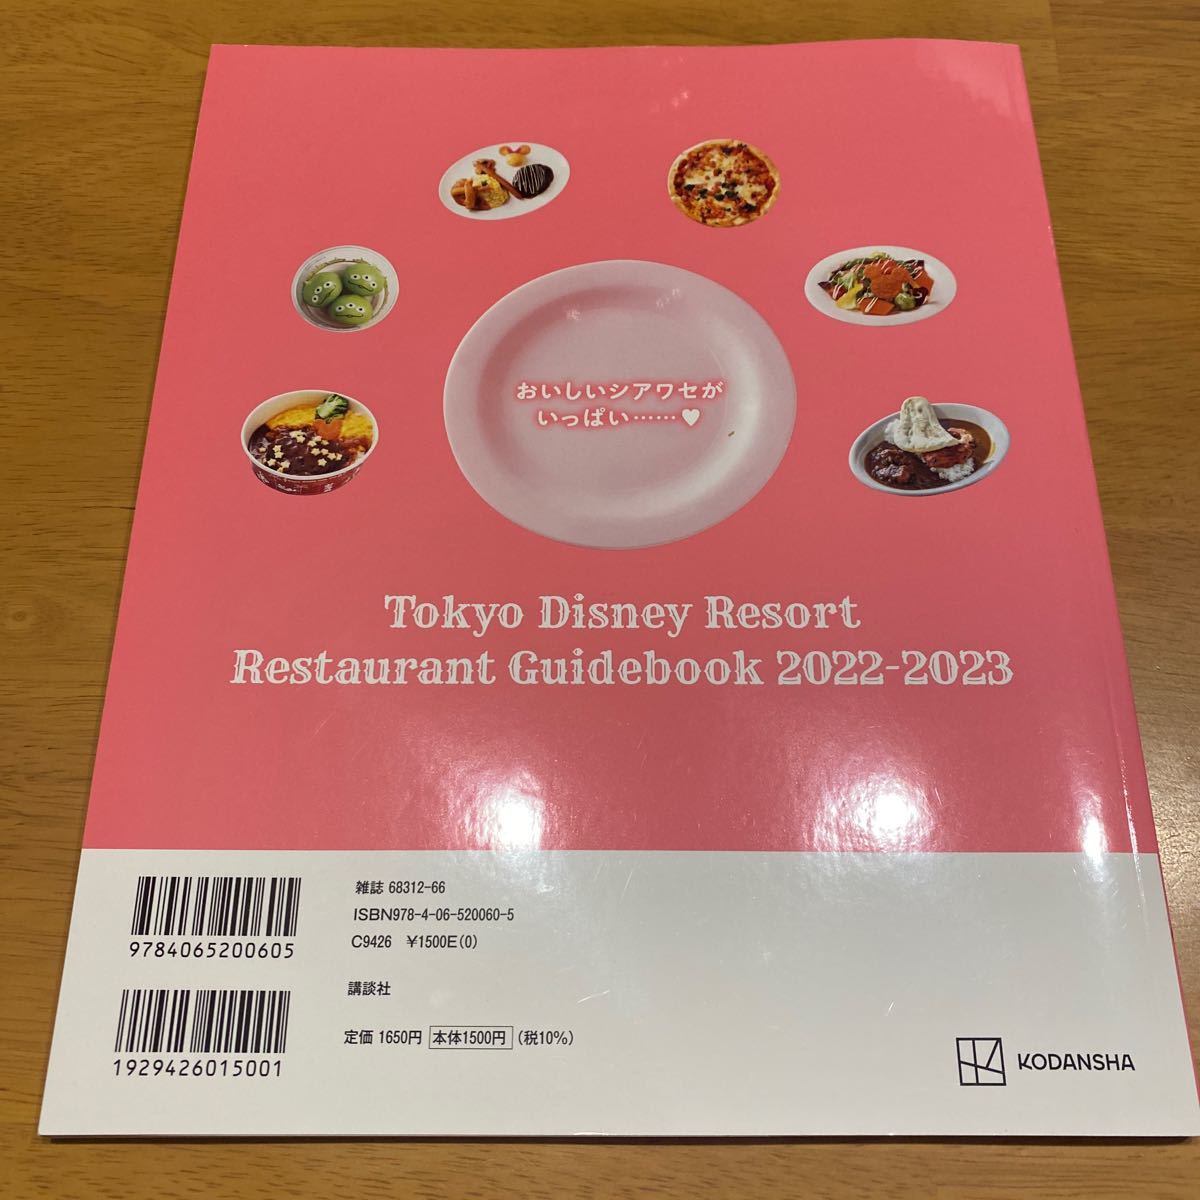 おいしいシアワセが
いっぱい……♥
Tokyo Disney Resort
Restaurant Guidebook 2022-2023
9784065200605
1929426015001
雑誌 68312-66
ISBN978-4-06-520060-5
C9426 ¥1500E(0)
講談社
定価 1650円 本体1500円 (税10%)
KODANSHA